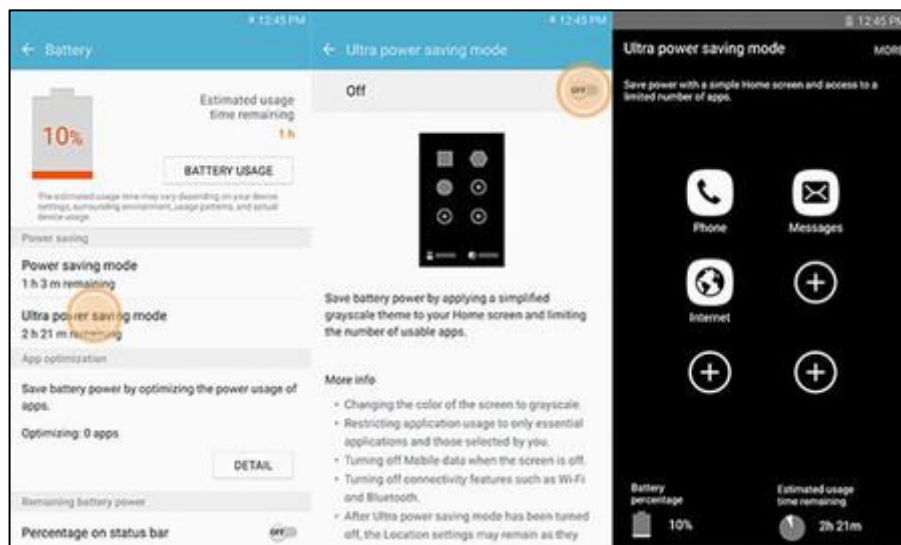 12:45 PM
← Battery
10%
Estimated usage
time remaining
1 h
BATTERY USAGE
The estimated usage time may vary depending on your device
settings, surrounding environment, usage patterns, and actual
device usage.
Power saving
Power saving mode
1 h 3 m remaining
Ultra power saving mode
2 h 21 m remaining
App optimization
Save battery power by optimizing the power usage of
apps.
Optimizing: 0 apps
DETAIL
Remaining battery power
Percentage on status bar
OFF
12:45 PM
← Ultra power saving mode
Off
OFF
Save battery power by applying a simplified
grayscale theme to your Home screen and limiting
the number of usable apps.
More info
• Changing the color of the screen to grayscale.
• Restricting application usage to only essential
applications and those selected by you.
• Turning off Mobile data when the screen is off.
• Turning off connectivity features such as Wi-Fi
and Bluetooth.
• After Ultra power saving mode has been turned
off, the Location settings may remain as they
12:45 PM
Ultra power saving mode
MORE
Save power with a simple Home screen and access to a
limited number of apps.
Phone
Messages
Internet
Battery
percentage
10%
Estimated usage
time remaining
2h 21m